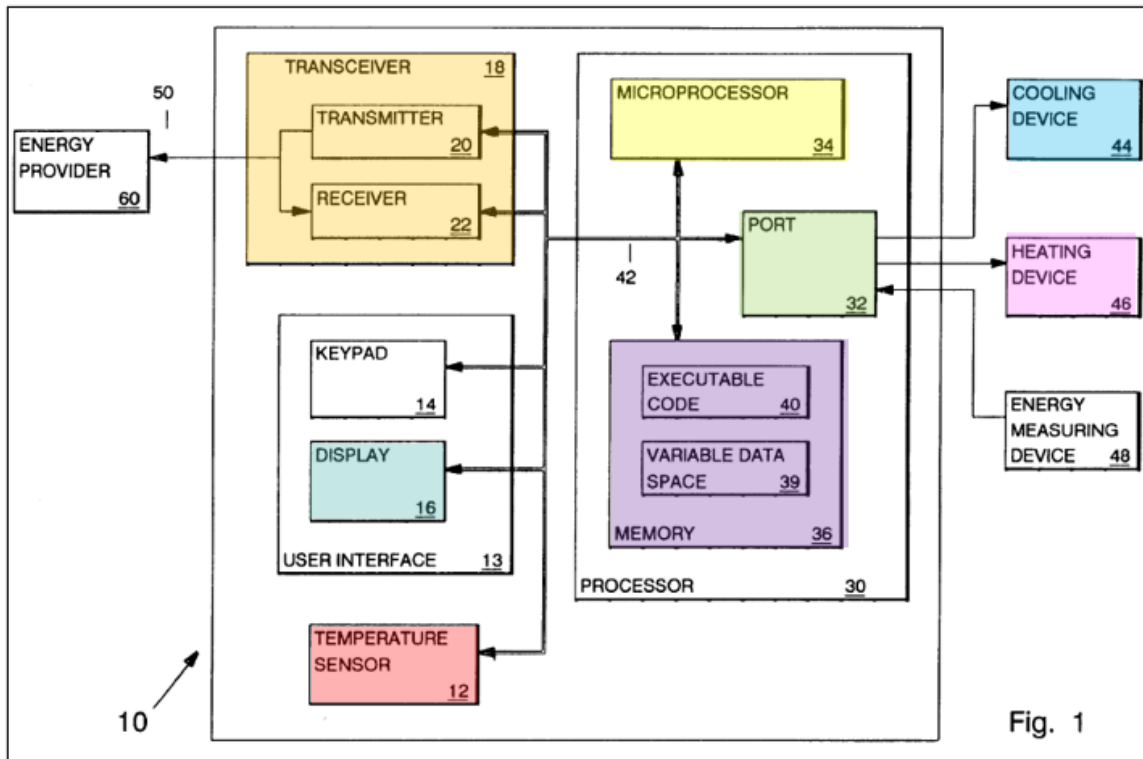 TRANSCEIVER 18
TRANSMITTER
20
RECEIVER
22
50
ENERGY
PROVIDER
60
KEYPAD
14
DISPLAY
16
USER INTERFACE 13
TEMPERATURE
SENSOR
12
10
MICROPROCESSOR
34
PORT
32
42
EXECUTABLE
CODE 40
VARIABLE DATA
SPACE 39
MEMORY 36
PROCESSOR 30
COOLING
DEVICE
44
HEATING
DEVICE
46
ENERGY
MEASURING
DEVICE 48
Fig. 1